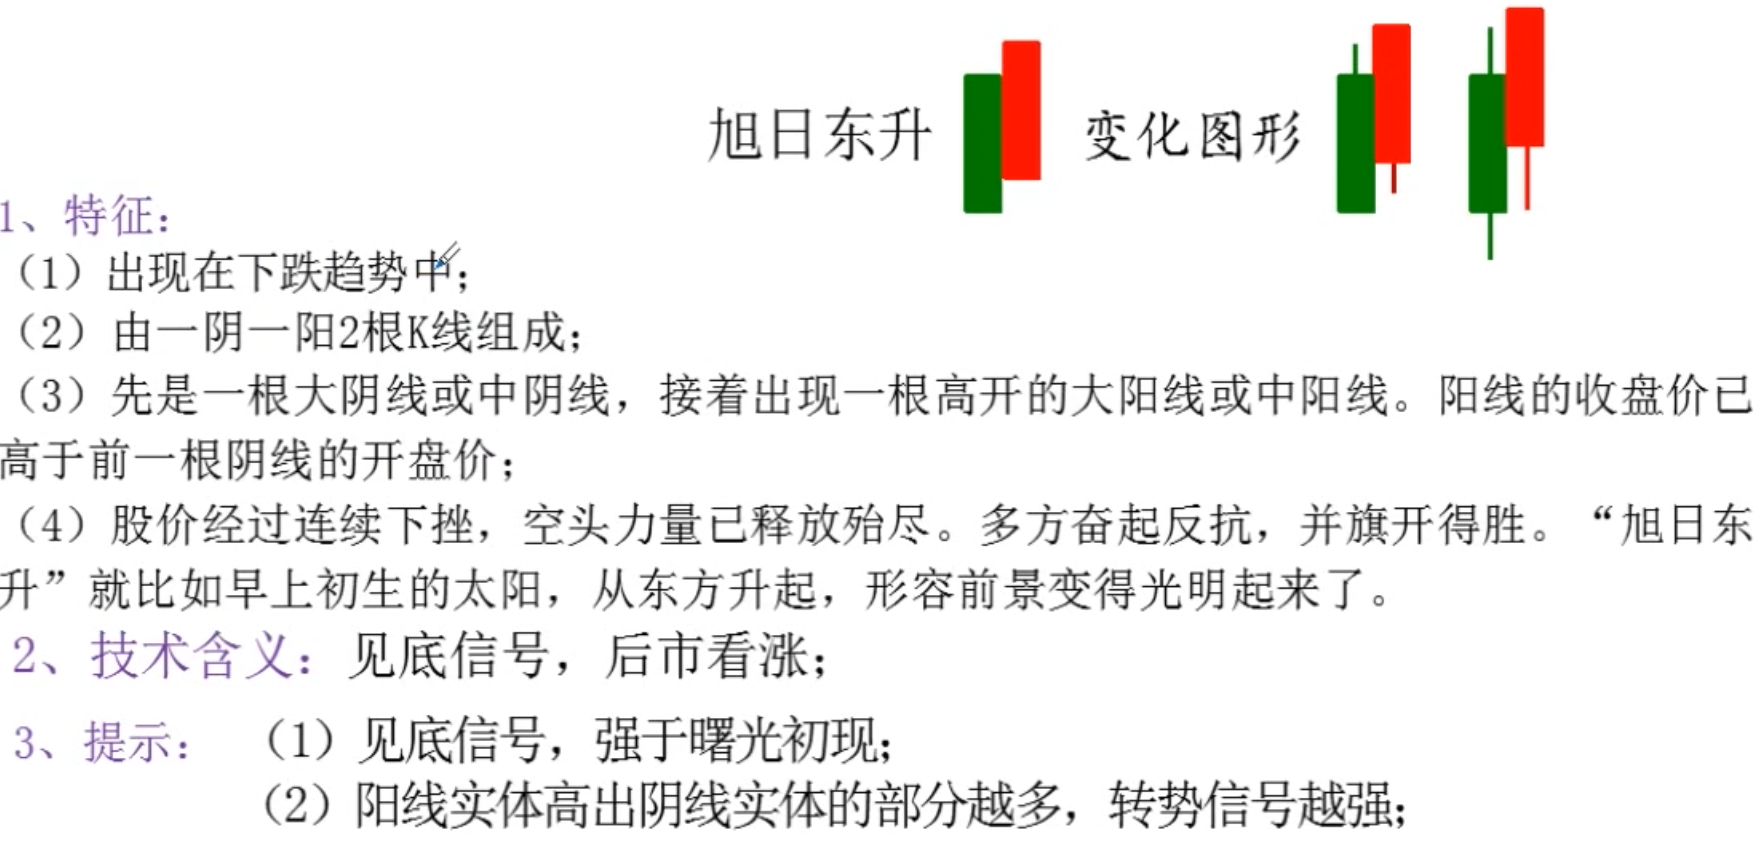 旭日东升 变化图形
1、特征：
（1）出现在下跌趋势中；
（2）由一阴一阳2根K线组成；
（3）先是一根大阴线或中阴线，接着出现一根高开的大阳线或中阳线。阳线的收盘价已
高于前一根阴线的开盘价；
（4）股价经过连续下挫，空头力量已释放殆尽。多方奋起反抗，并旗开得胜。“旭日东
升”就比如早上初生的太阳，从东方升起，形容前景变得光明起来了。
2、技术含义：见底信号，后市看涨；
3、提示：（1）见底信号，强于曙光初现；
（2）阳线实体高出阴线实体的部分越多，转势信号越强；